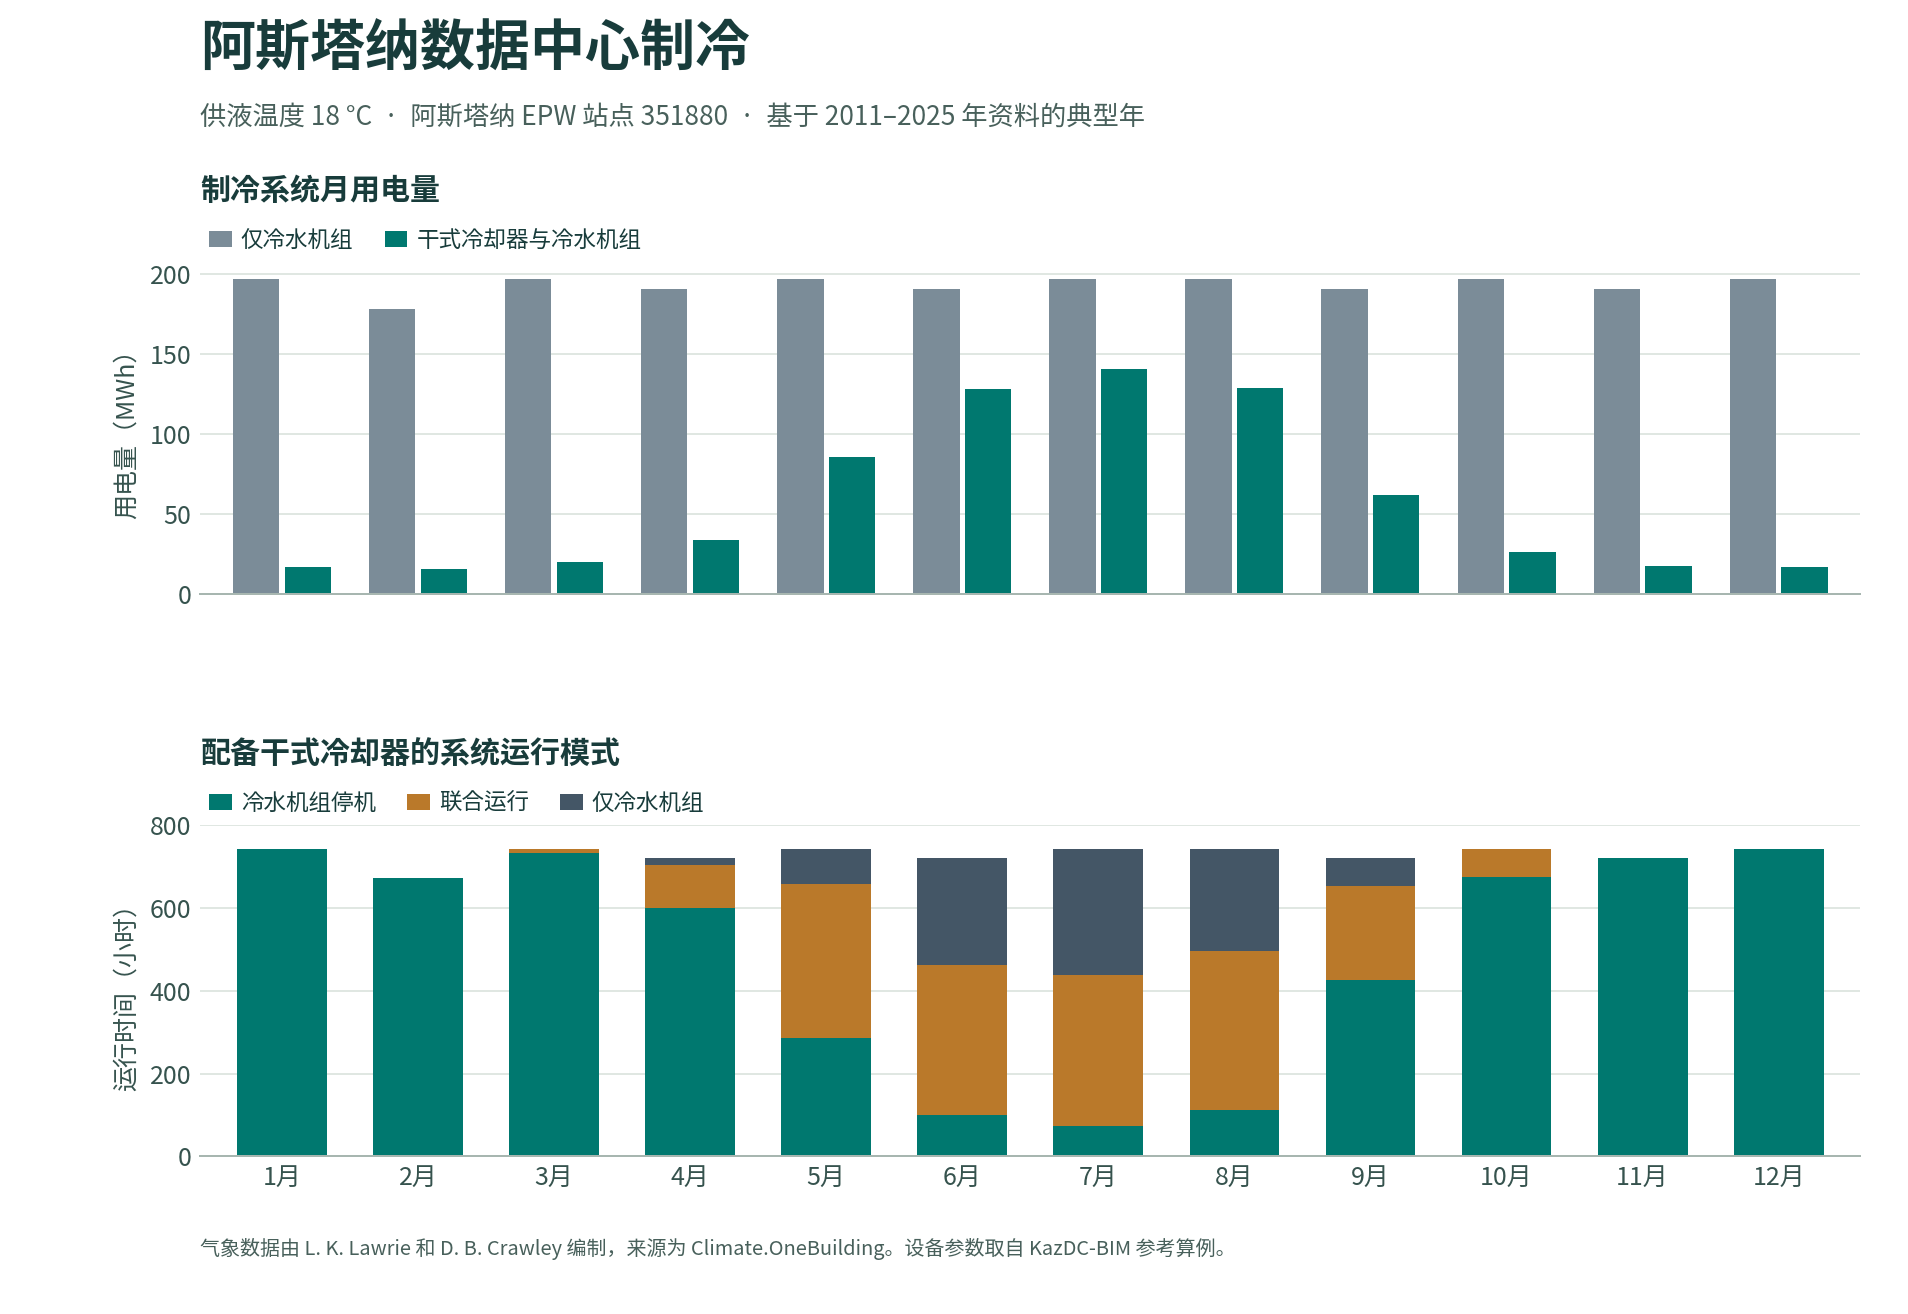 阿斯塔纳数据中心制冷
供液温度 18 °C · 阿斯塔纳 EPW 站点 351880 · 基于 2011–2025 年资料的典型年
制冷系统月用电量
仅冷水机组 干式冷却器与冷水机组
用电量（MWh）
200
150
100
50
0
配备干式冷却器的系统运行模式
冷水机组停机 联合运行 仅冷水机组
运行时间（小时）
800
600
400
200
0
1月 2月 3月 4月 5月 6月 7月 8月 9月 10月 11月 12月
气象数据由 L. K. Lawrie 和 D. B. Crawley 编制，来源为 Climate.OneBuilding。设备参数取自 KazDC-BIM 参考算例。